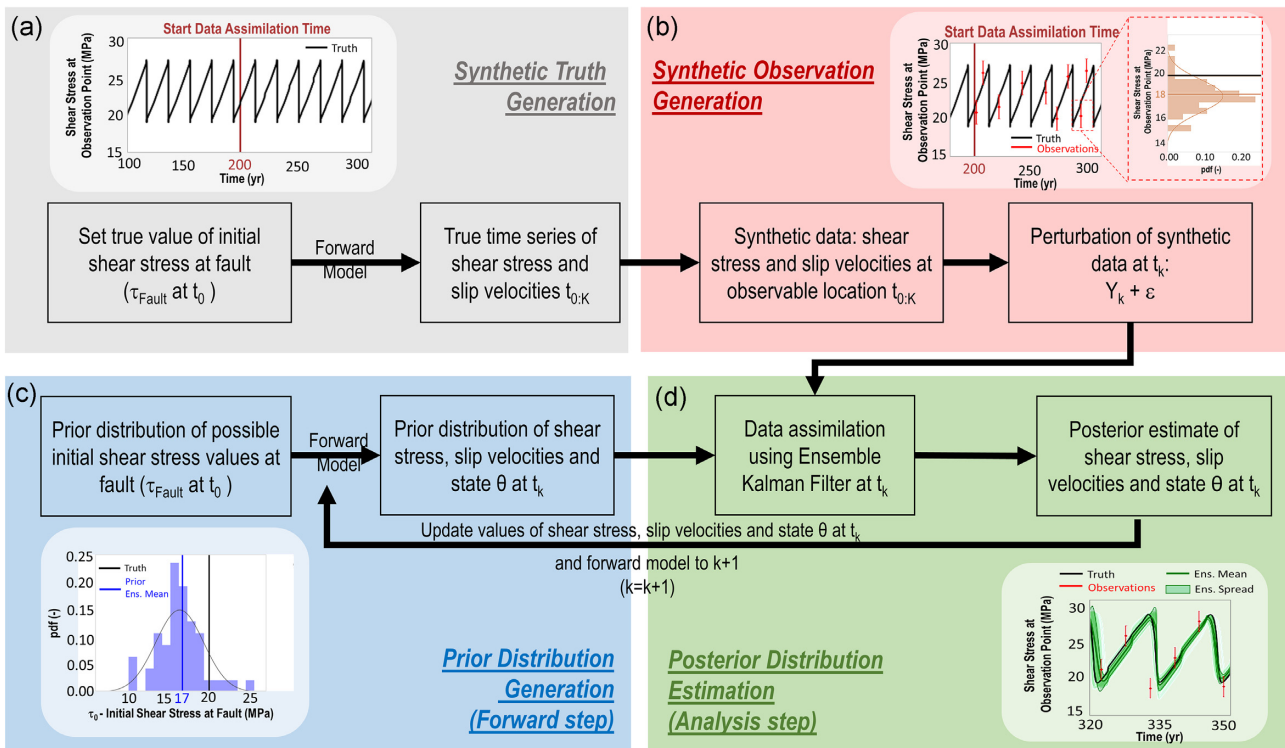 (a)
Start Data Assimilation Time
Shear Stress at
Observation Point (MPa)
30
25
20
15
Truth
100
150
200
250
300
Time (yr)
Synthetic Truth
Generation
Set true value of initial
shear stress at fault
(τFault at t0 )
Forward
Model
True time series of
shear stress and
slip velocities t0:K
(b)
Synthetic Observation
Generation
Start Data Assimilation Time
Shear Stress at
Observation Point (MPa)
30
25
20
15
Truth
Observations
200
250
300
Time (yr)
Shear Stress at
Observation Point (MPa)
22
20
18
16
14
0.00
0.10
0.20
pdf (-)
Synthetic data: shear
stress and slip velocities at
observable location t0:K
Perturbation of synthetic
data at tk:
Yk + ε
(c)
Prior distribution of possible
initial shear stress values at
fault (τFault at t0 )
Forward
Model
Prior distribution of shear
stress, slip velocities and
state θ at tk
pdf (-)
0.25
0.20
0.15
0.10
0.05
0.00
Truth
Prior
Ens. Mean
10
15
17
20
25
τ0 - Initial Shear Stress at Fault (MPa)
Prior Distribution
Generation
(Forward step)
(d)
Data assimilation
using Ensemble
Kalman Filter at tk
Posterior estimate of
shear stress, slip
velocities and state θ at tk
Update values of shear stress, slip velocities and state θ at tk
and forward model to k+1
(k=k+1)
Posterior Distribution
Estimation
(Analysis step)
Truth
Observations
Ens. Mean
Ens. Spread
Shear Stress at
Observation Point (MPa)
30
25
20
15
320
335
350
Time (yr)